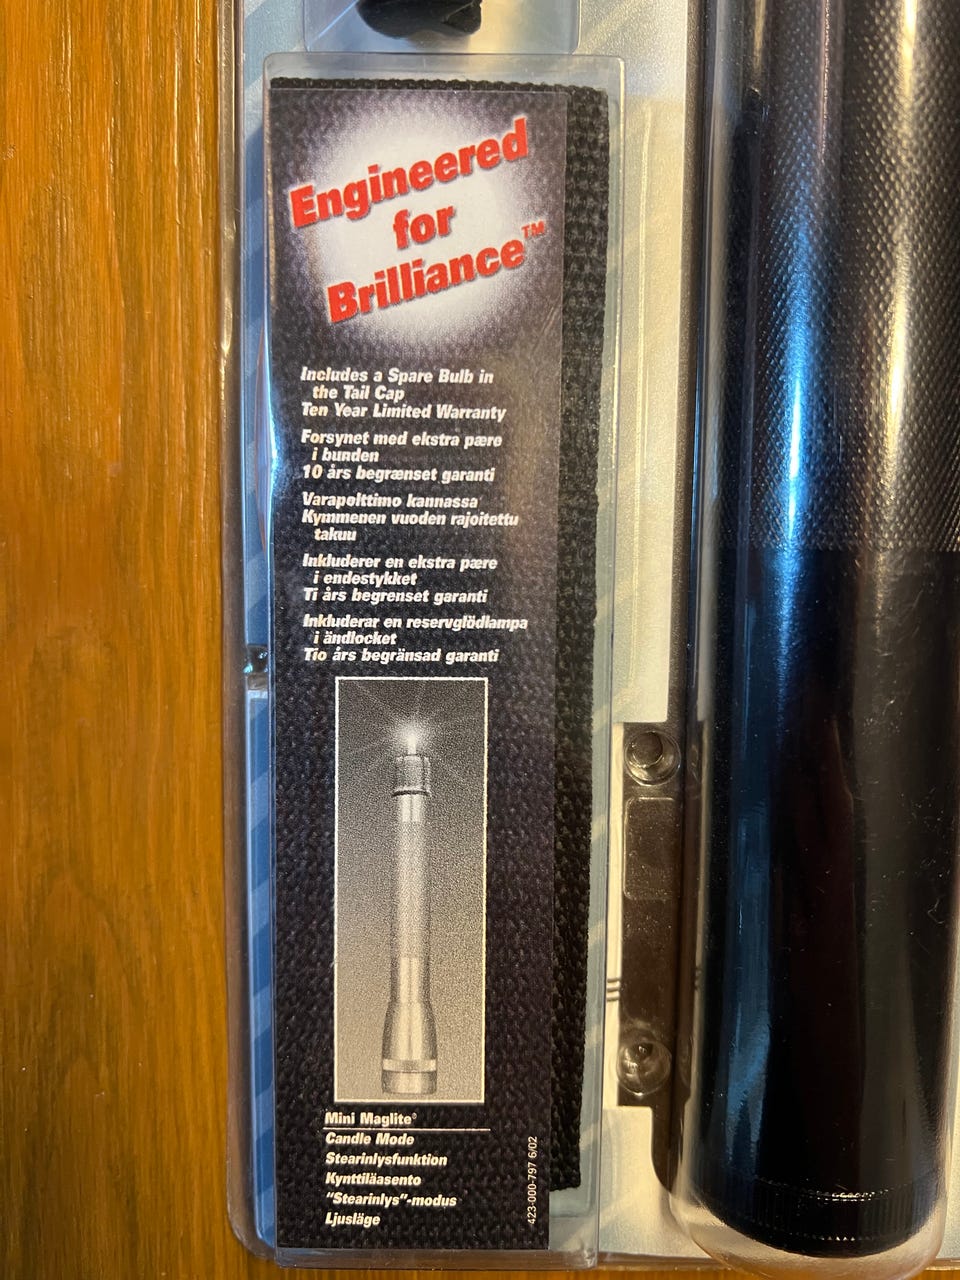 Engineered
for
Brilliance™
Includes a Spare Bulb in
the Tail Cap
Ten Year Limited Warranty
Forsynet med ekstra pære
i bunden
10 års begrænset garanti
Varapolttimo kannassa
Kymmenen vuoden rajoitettu
takuu
Inkluderer en ekstra pære
i endestykket
Ti års begrenset garanti
Inkluderar en reservglödlampa
i ändlocket
Tio års begränsad garanti
Mini Maglite®
Candle Mode
Stearinlysfunktion
Kynttiläasento
"Stearinlys"-modus
Ljusläge
423-000-797 6/02